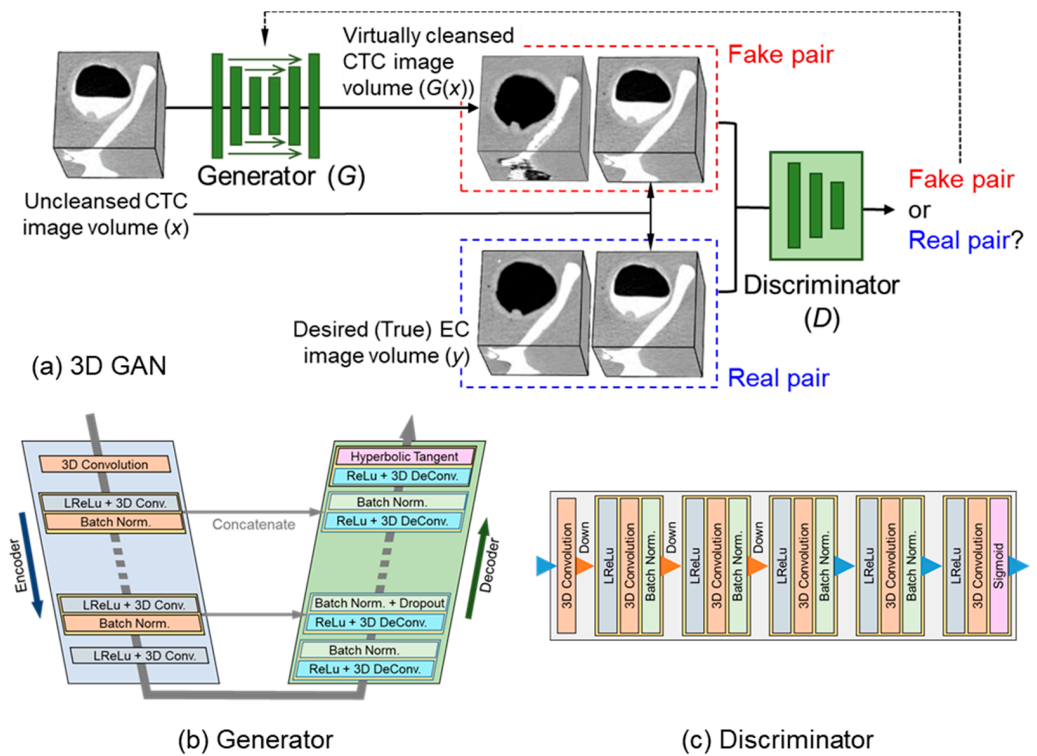 Virtually cleansed
CTC image
volume (G(x))
Fake pair
Generator (G)
Uncleansed CTC
image volume (x)
Fake pair
or
Real pair?
Discriminator
(D)
Desired (True) EC
image volume (y)
Real pair
(a) 3D GAN
Encoder
3D Convolution
LReLu + 3D Conv.
Batch Norm.
LReLu + 3D Conv.
Batch Norm.
LReLu + 3D Conv.
Concatenate
Hyperbolic Tangent
ReLu + 3D DeConv.
Batch Norm.
ReLu + 3D DeConv.
Batch Norm. + Dropout
ReLu + 3D DeConv.
Batch Norm.
ReLu + 3D DeConv.
Decoder
(b) Generator
3D Convolution
Down
LReLu
3D Convolution
Batch Norm.
Down
LReLu
3D Convolution
Batch Norm.
Down
LReLu
3D Convolution
Batch Norm.
LReLu
3D Convolution
Batch Norm.
LReLu
3D Convolution
Sigmoid
(c) Discriminator